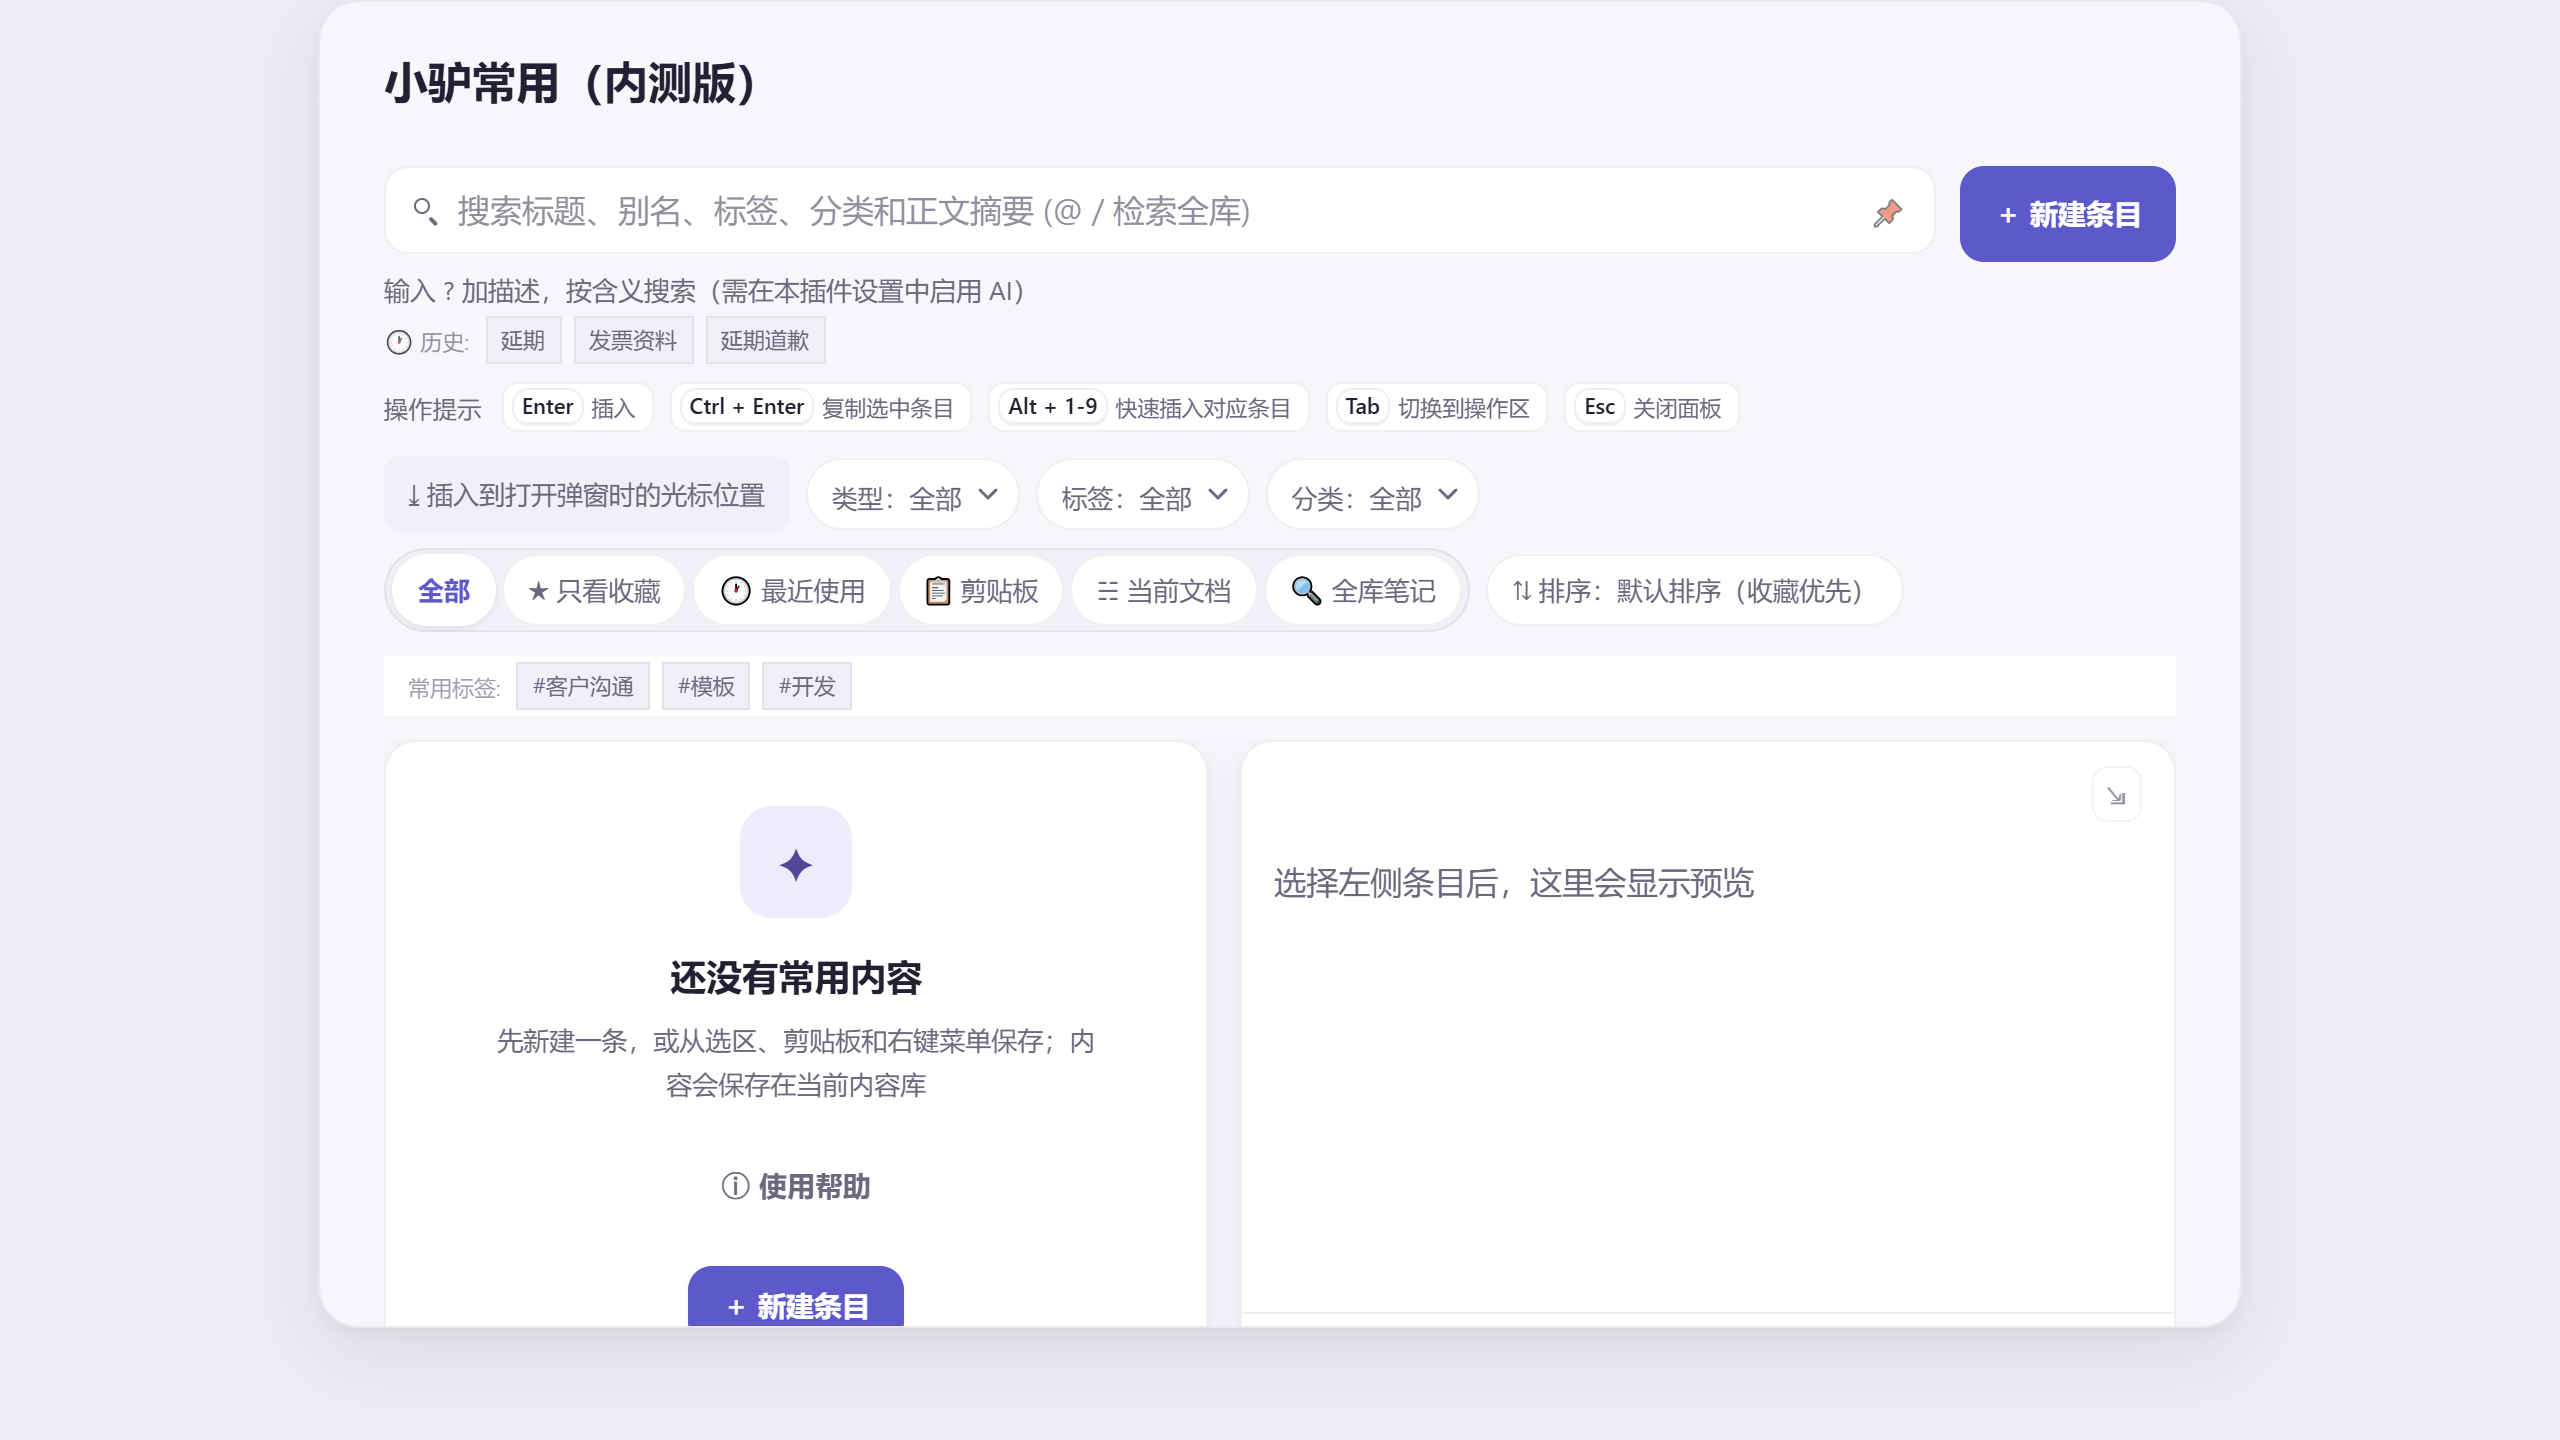 小驴常用（内测版）
搜索标题、别名、标签、分类和正文摘要 (@ / 检索全库)
+ 新建条目
输入 ? 加描述，按含义搜索（需在本插件设置中启用 AI）
历史: 延期 发票资料 延期道歉
操作提示 Enter 插入 Ctrl + Enter 复制选中条目 Alt + 1-9 快速插入对应条目 Tab 切换到操作区 Esc 关闭面板
⤓ 插入到打开弹窗时的光标位置 类型：全部 标签：全部 分类：全部
全部 ★ 只看收藏 最近使用 剪贴板 ☵ 当前文档 全库笔记 ⇅ 排序：默认排序（收藏优先）
常用标签: #客户沟通 #模板 #开发
还没有常用内容
先新建一条，或从选区、剪贴板和右键菜单保存；内
容会保存在当前内容库
ⓘ 使用帮助
+ 新建条目
选择左侧条目后，这里会显示预览